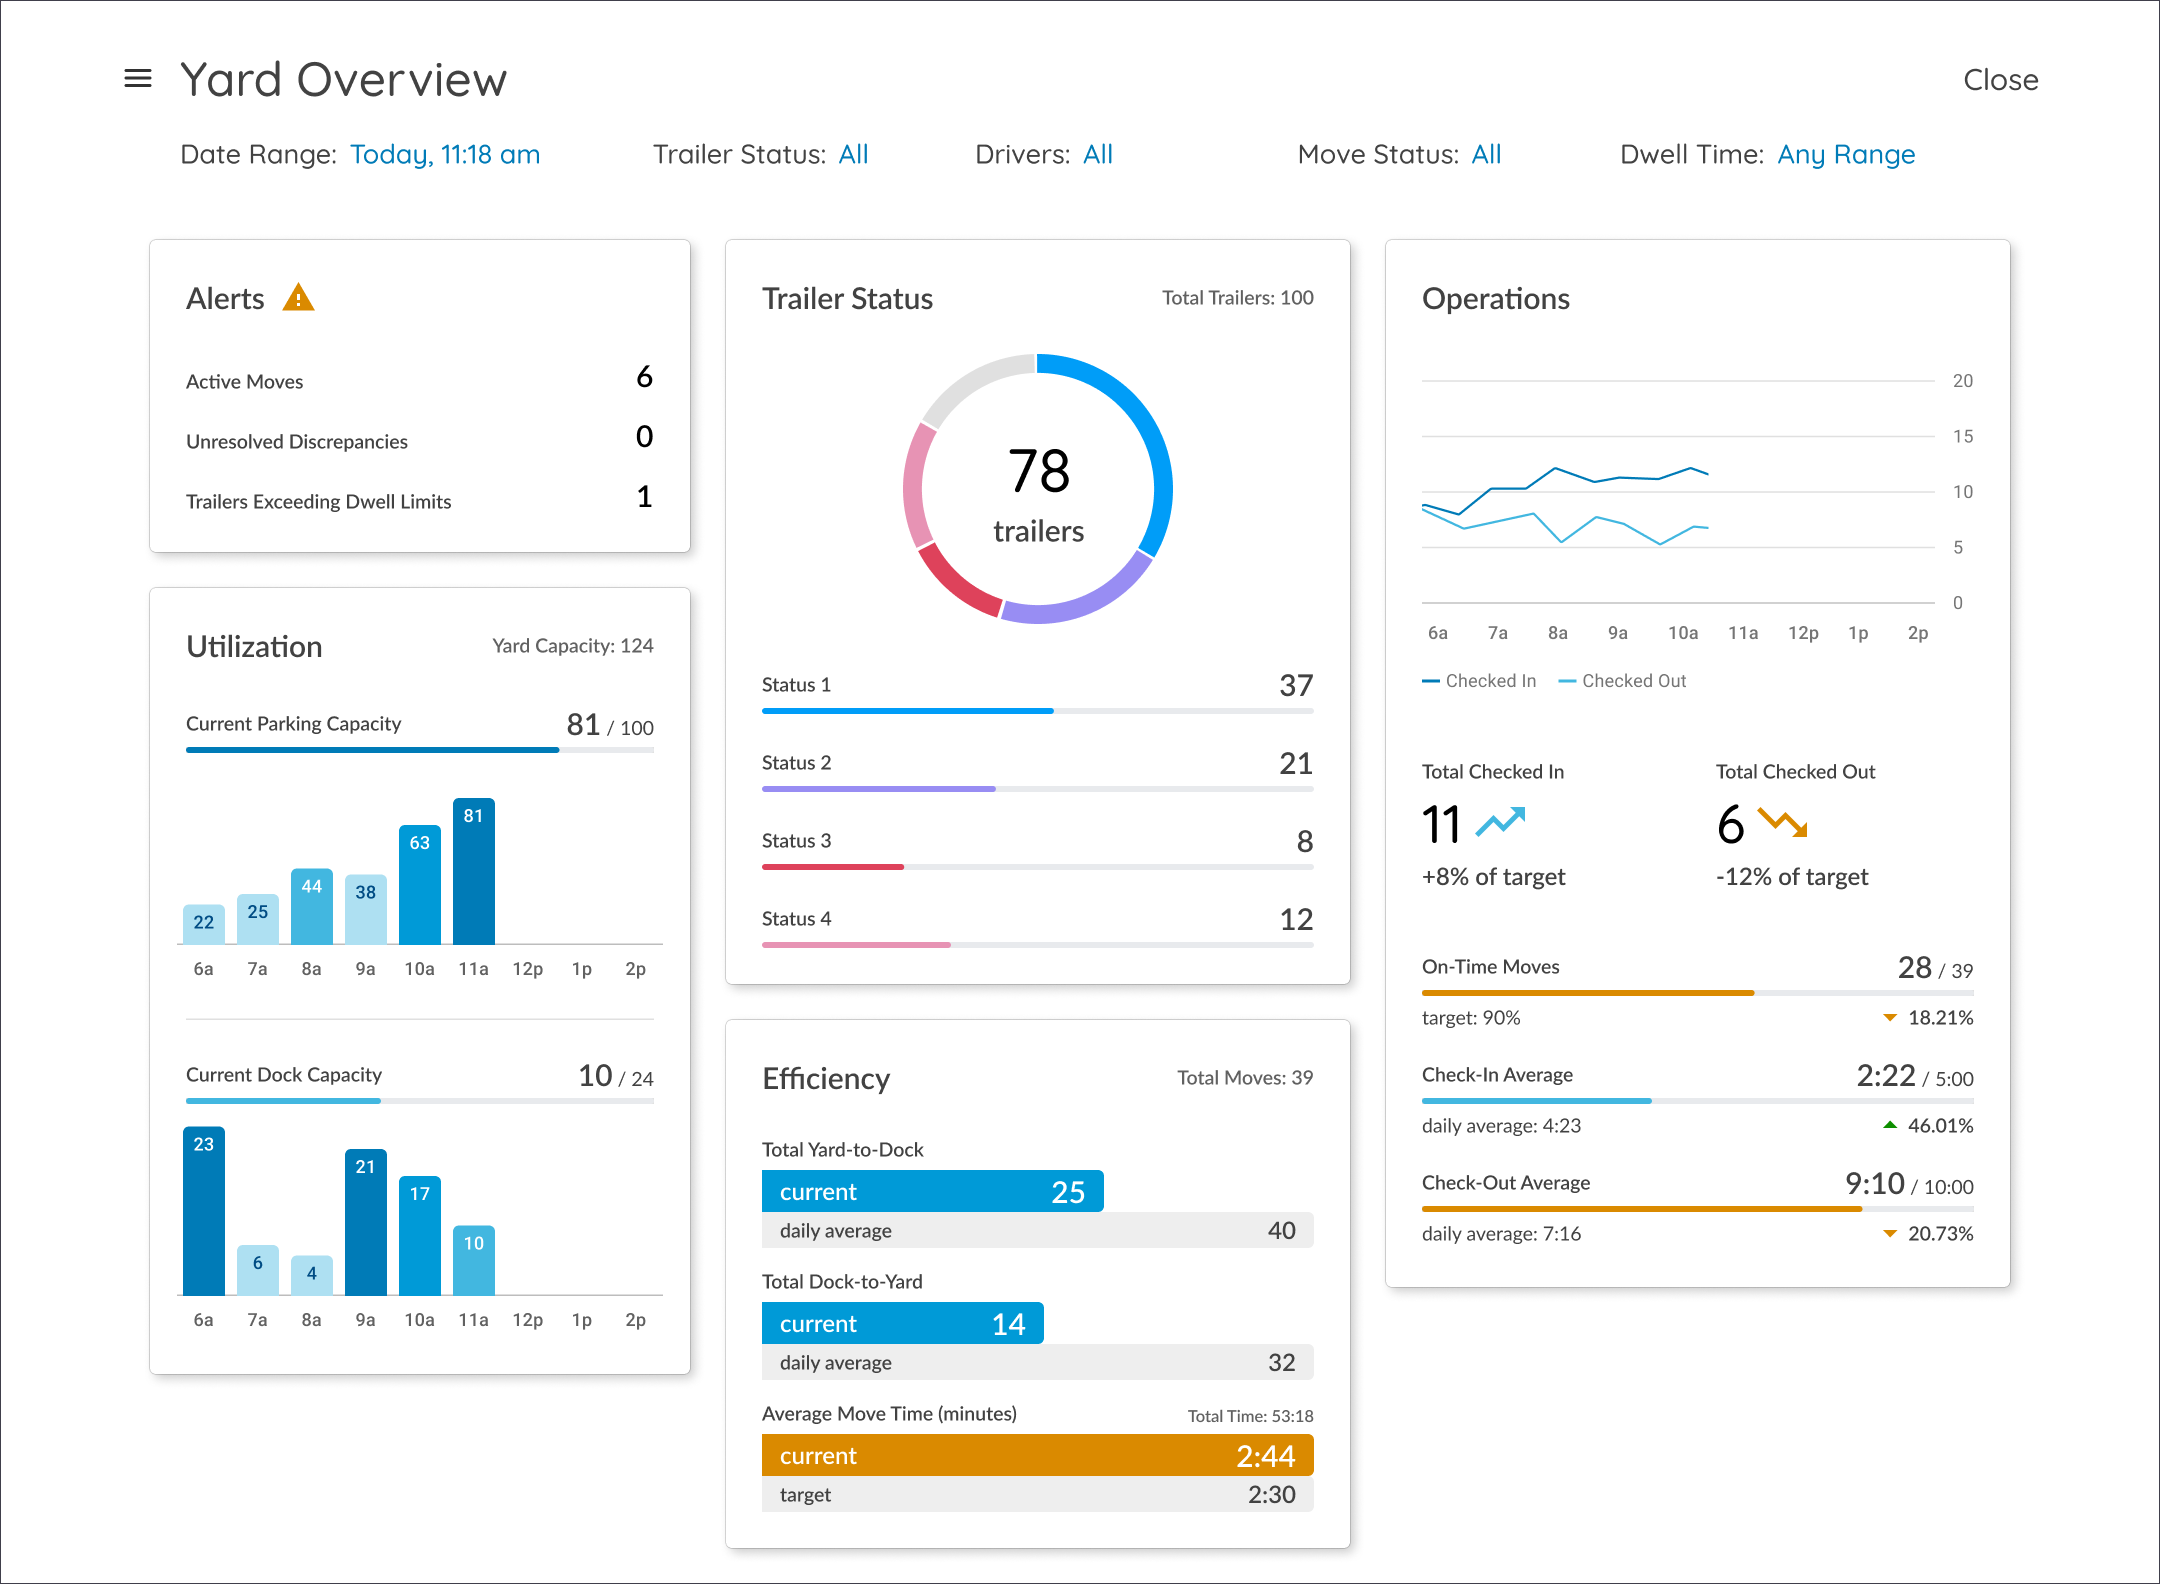 Yard Overview
Close
Date Range: Today, 11:18 am
Trailer Status: All
Drivers: All
Move Status: All
Dwell Time: Any Range
Alerts
Active Moves 6
Unresolved Discrepancies 0
Trailers Exceeding Dwell Limits 1
Utilization
Yard Capacity: 124
Current Parking Capacity 81 / 100
22 25 44 38 63 81
6a 7a 8a 9a 10a 11a 12p 1p 2p
Current Dock Capacity 10 / 24
23 6 4 21 17 10
6a 7a 8a 9a 10a 11a 12p 1p 2p
Trailer Status
Total Trailers: 100
78
trailers
Status 1 37
Status 2 21
Status 3 8
Status 4 12
Efficiency
Total Moves: 39
Total Yard-to-Dock
current 25
daily average 40
Total Dock-to-Yard
current 14
daily average 32
Average Move Time (minutes) Total Time: 53:18
current 2:44
target 2:30
Operations
20
15
10
5
0
6a 7a 8a 9a 10a 11a 12p 1p 2p
Checked In Checked Out
Total Checked In
11
+8% of target
Total Checked Out
6
-12% of target
On-Time Moves 28 / 39
target: 90% 18.21%
Check-In Average 2:22 / 5:00
daily average: 4:23 46.01%
Check-Out Average 9:10 / 10:00
daily average: 7:16 20.73%